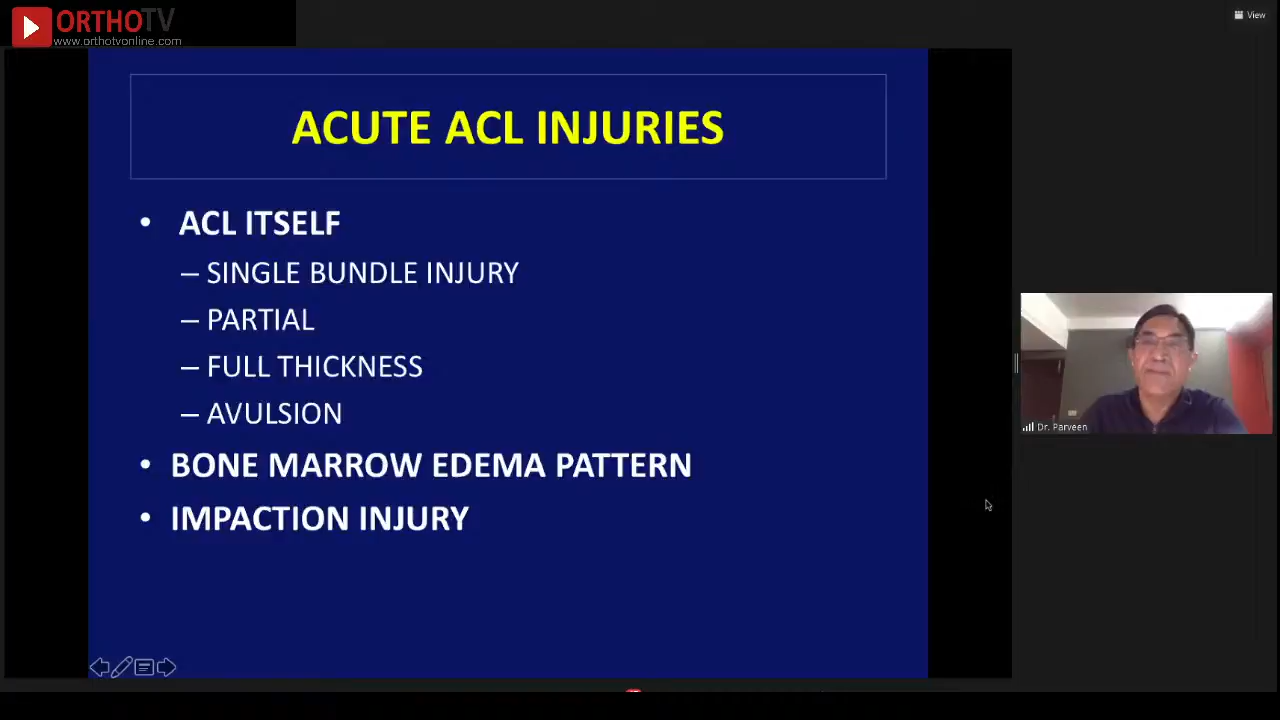 ORTHOTV
www.orthotvonline.com
View
ACUTE ACL INJURIES
• ACL ITSELF
– SINGLE BUNDLE INJURY
– PARTIAL
– FULL THICKNESS
– AVULSION
• BONE MARROW EDEMA PATTERN
• IMPACTION INJURY
Dr. Parveen